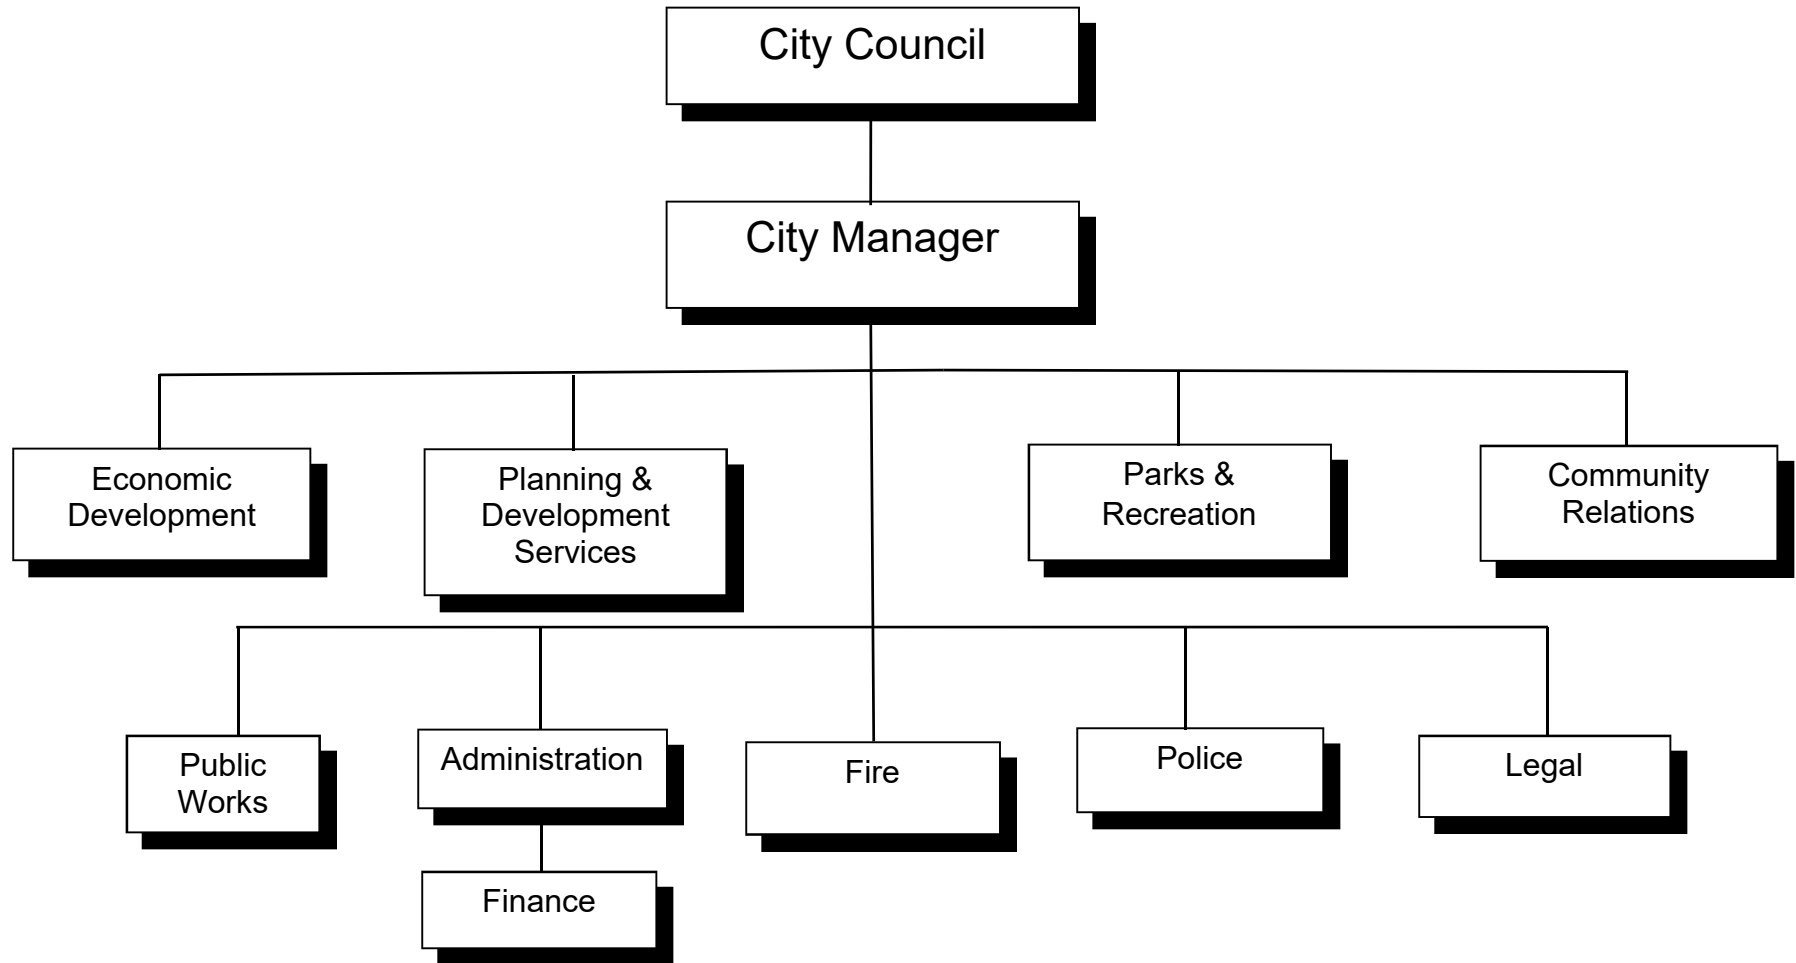 City Council
City Manager
Economic
Development
Planning &
Development
Services
Parks &
Recreation
Community
Relations
Public
Works
Administration
Fire
Police
Legal
Finance